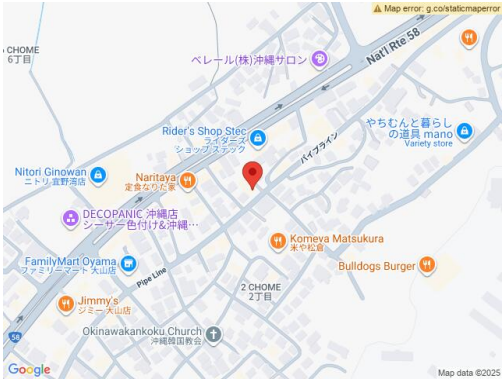 Map error: g.co/staticmaperror
CHOME
6丁目
ベレール(株)沖縄サロン
Nat'l Rte 58
Rider's Shop Stec
ライダーズ
ショップ ステック
やちむんと暮らし
の道具 mano
Variety store
パイプライン
Nitori Ginowan
ニトリ 宜野湾店
Naritaya
定食なりた家
DECOPANIC 沖縄店
シーサー色付け&沖縄…
Komeya Matsukura
米や松倉
FamilyMart Oyama
ファミリーマート 大山店
Pipe Line
Bulldogs Burger
2 CHOME
2丁目
Jimmy's
ジミー 大山店
Okinawakankoku Church
沖縄韓国教会
58
Google
Map data ©2025